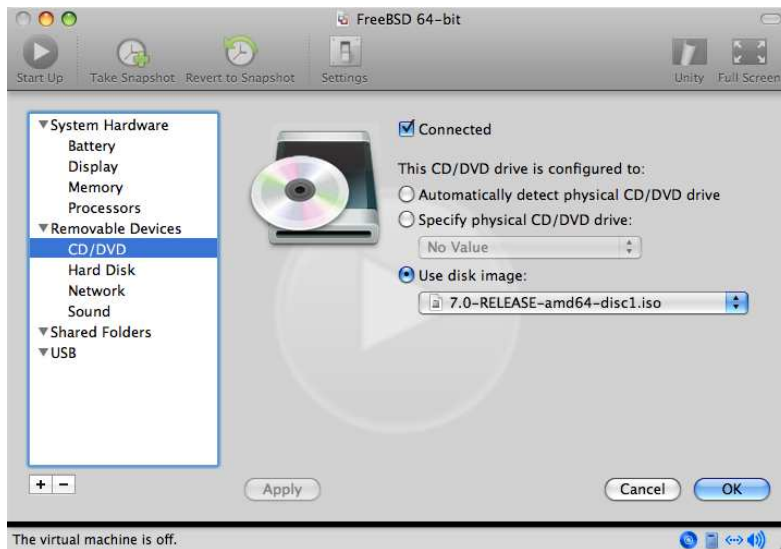 FreeBSD 64-bit
Start Up
Take Snapshot
Revert to Snapshot
Settings
Unity
Full Screen
System Hardware
Battery
Display
Memory
Processors
Removable Devices
CD/DVD
Hard Disk
Network
Sound
Shared Folders
USB
Connected
This CD/DVD drive is configured to:
Automatically detect physical CD/DVD drive
Specify physical CD/DVD drive:
No Value
Use disk image:
7.0-RELEASE-amd64-disc1.iso
+ −
Apply
Cancel
OK
The virtual machine is off.